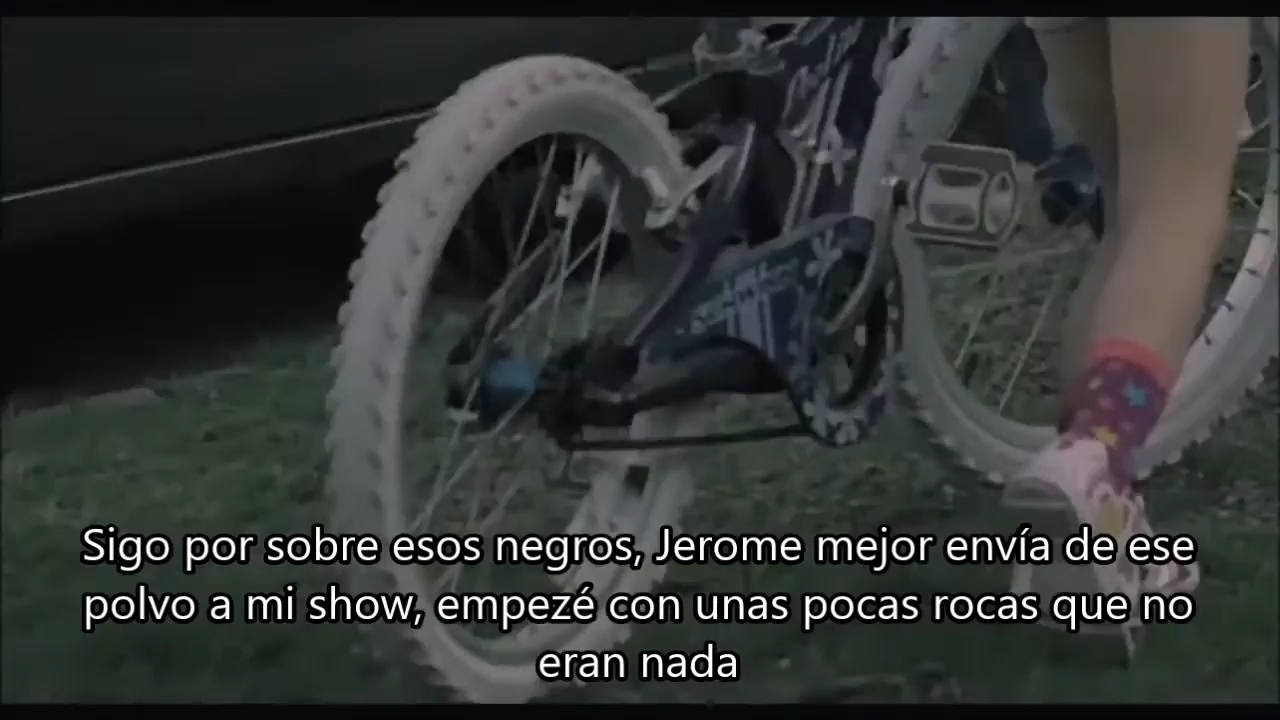 Sigo por sobre esos negros, Jerome mejor envía de ese
polvo a mi show, empezé con unas pocas rocas que no
eran nada